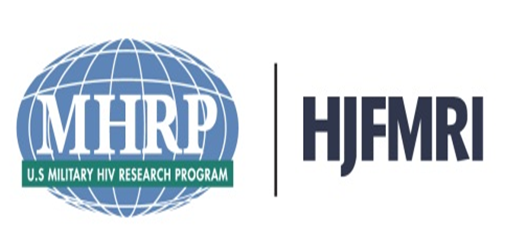 MHRP
U.S MILITARY HIV RESEARCH PROGRAM
HJFMRI